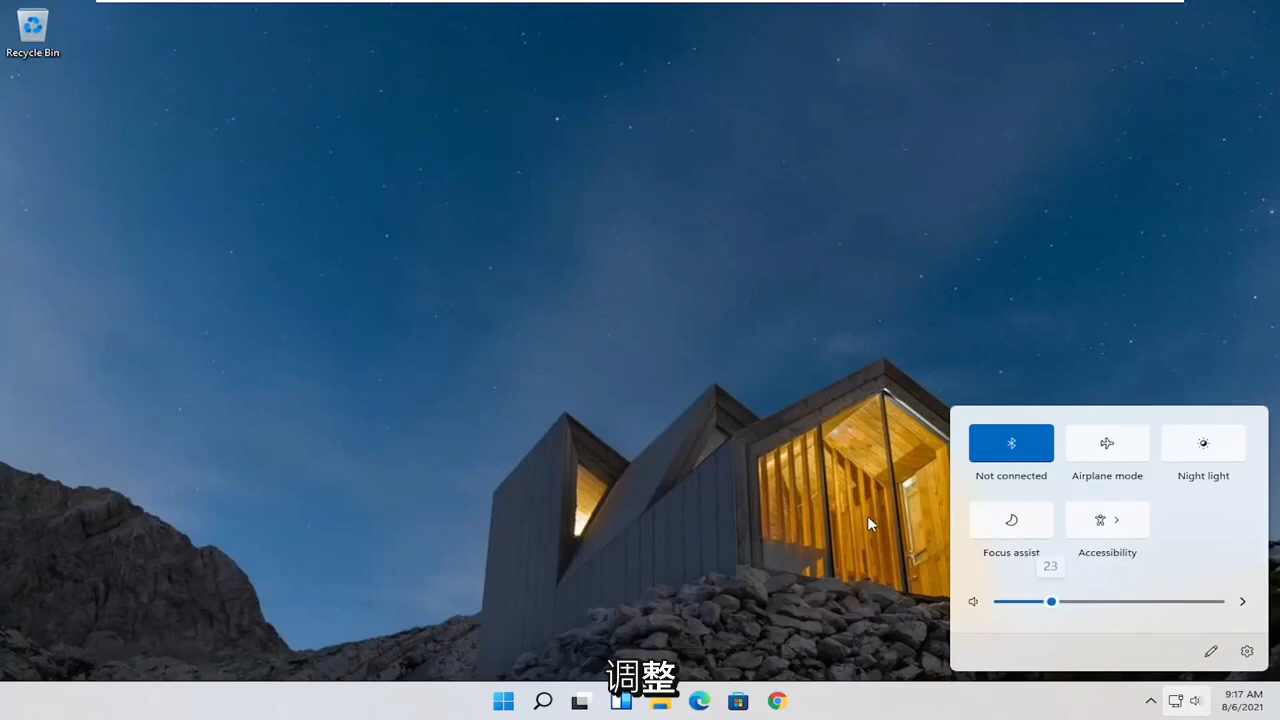 Recycle Bin
Not connected
Airplane mode
Night light
Focus assist
Accessibility
23
调整
9:17 AM
8/6/2021